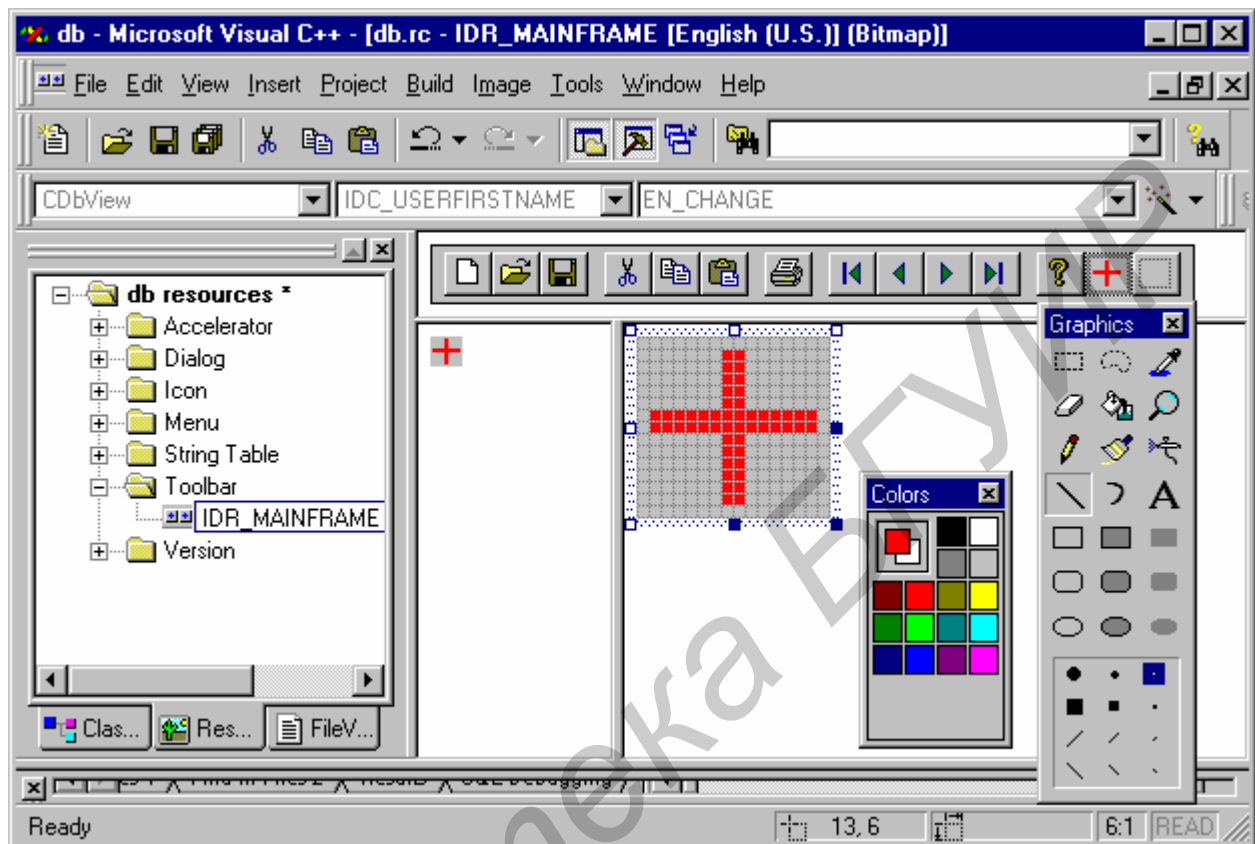 db - Microsoft Visual C++ - [db.rc - IDR_MAINFRAME [English (U.S.)] (Bitmap)]
File Edit View Insert Project Build Image Tools Window Help
CDbView IDC_USERFIRSTNAME EN_CHANGE
db resources *
Accelerator
Dialog
Icon
Menu
String Table
Toolbar
IDR_MAINFRAME
Version
Clas... Res... FileV...
Graphics
A
Colors
Ready 13, 6 6:1 READ
БГУИР